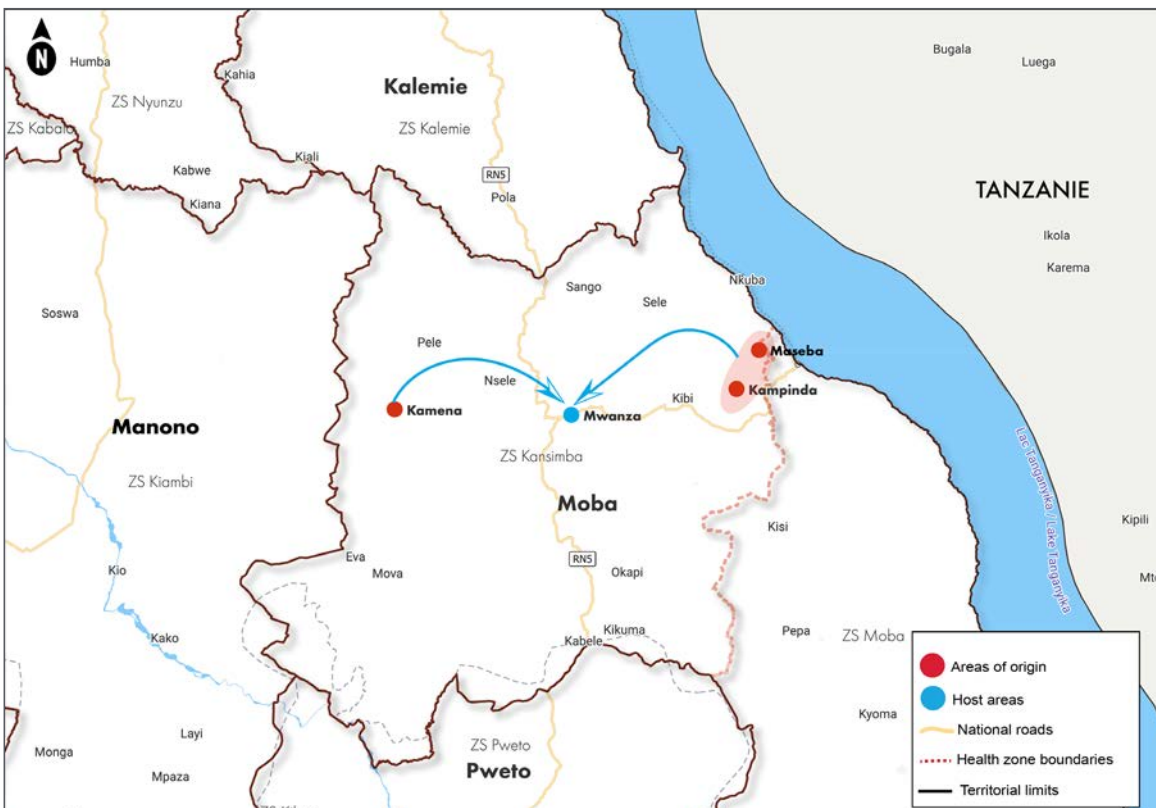 N
Humba
Kahia
Kalemie
Bugala
Luega
ZS Nyunzu
ZS Kabalo
ZS Kalemie
Kiali
Kabwe
Kiana
RN5
Pola
TANZANIE
Ikola
Karema
Nkuba
Sango
Sele
Soswa
Pele
Maseba
Nsele
Kampinda
Kibi
Kamena
Mwanza
Manono
ZS Kansimba
ZS Kiambi
Lac Tanganyika / Lake Tanganyika
Moba
Kisi
Kipili
Eva
RN5
Kio
Mova
Okapi
Mto
Kako
Kabele
Kikuma
Pepa
ZS Moba
Areas of origin
Host areas
National roads
Health zone boundaries
Territorial limits
Kyoma
Layi
Monga
ZS Pweto
Pweto
Mpaza